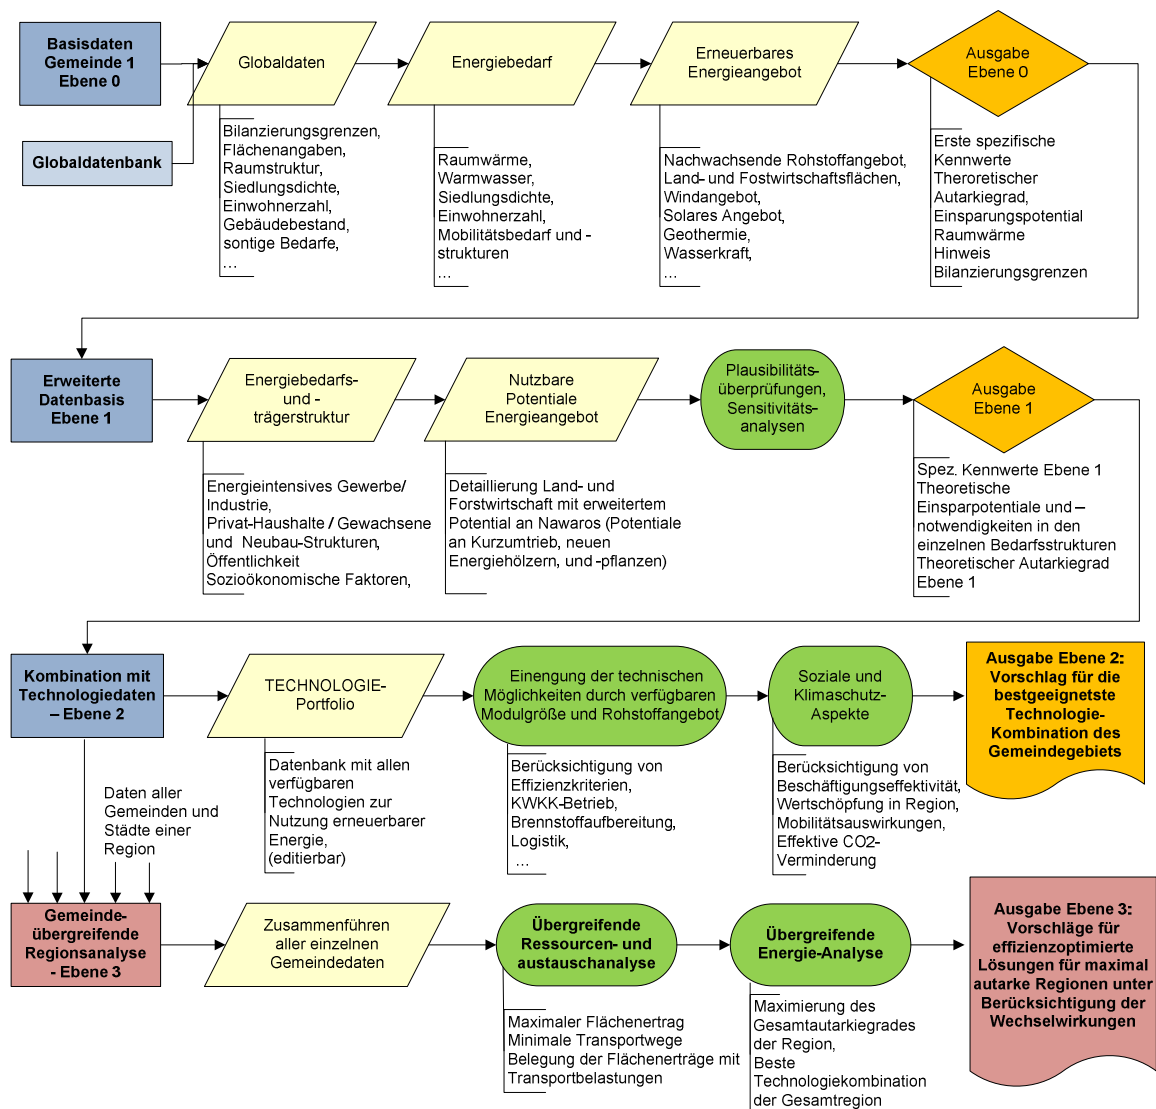 Basisdaten
Gemeinde 1
Ebene 0
Globaldatenbank
Globaldaten
Bilanzierungsgrenzen,
Flächenangaben,
Raumstruktur,
Siedlungsdichte,
Einwohnerzahl,
Gebäudebestand,
sontige Bedarfe,
...
Energiebedarf
Raumwärme,
Warmwasser,
Siedlungsdichte,
Einwohnerzahl,
Mobilitätsbedarf und -
strukturen
...
Erneuerbares
Energieangebot
Nachwachsende Rohstoffangebot,
Land- und Fostwirtschaftsflächen,
Windangebot,
Solares Angebot,
Geothermie,
Wasserkraft,
...
Ausgabe
Ebene 0
Erste spezifische
Kennwerte
Theroretischer
Autarkiegrad,
Einsparungspotential
Raumwärme
Hinweis
Bilanzierungsgrenzen
Erweiterte
Datenbasis
Ebene 1
Energiebedarfs-
und -
trägerstruktur
Energieintensives Gewerbe/
Industrie,
Privat-Haushalte / Gewachsene
und Neubau-Strukturen,
Öffentlichkeit
Sozioökonomische Faktoren,
Nutzbare
Potentiale
Energieangebot
Detaillierung Land- und
Forstwirtschaft mit erweitertem
Potential an Nawaros (Potentiale
an Kurzumtrieb, neuen
Energiehölzern, und -pflanzen)
Plausibilitäts-
überprüfungen,
Sensitivitäts-
analysen
Ausgabe
Ebene 1
Spez. Kennwerte Ebene 1
Theoretische
Einsparpotentiale und –
notwendigkeiten in den
einzelnen Bedarfsstrukturen
Theoretischer Autarkiegrad
Ebene 1
Kombination mit
Technologiedaten
– Ebene 2
TECHNOLOGIE-
Portfolio
Datenbank mit allen
verfügbaren
Technologien zur
Nutzung erneuerbarer
Energie,
(editierbar)
Einengung der technischen
Möglichkeiten durch verfügbaren
Modulgröße und Rohstoffangebot
Berücksichtigung von
Effizienzkriterien,
KWKK-Betrieb,
Brennstoffaufbereitung,
Logistik,
...
Soziale und
Klimaschutz-
Aspekte
Berücksichtigung von
Beschäftigungseffektivität,
Wertschöpfung in Region,
Mobilitätsauswirkungen,
Effektive CO2-
Verminderung
Ausgabe Ebene 2:
Vorschlag für die
bestgeeignetste
Technologie-
Kombination des
Gemeindegebiets
Daten aller
Gemeinden und
Städte einer
Region
Gemeinde-
übergreifende
Regionsanalyse
- Ebene 3
Zusammenführen
aller einzelnen
Gemeindedaten
Übergreifende
Ressourcen- und
austauschanalyse
Maximaler Flächenertrag
Minimale Transportwege
Belegung der Flächenerträge mit
Transportbelastungen
Übergreifende
Energie-Analyse
Maximierung des
Gesamtautarkiegrades
der Region,
Beste
Technologiekombination
der Gesamtregion
Ausgabe Ebene 3:
Vorschläge für
effizienzoptimierte
Lösungen für maximal
autarke Regionen unter
Berücksichtigung der
Wechselwirkungen